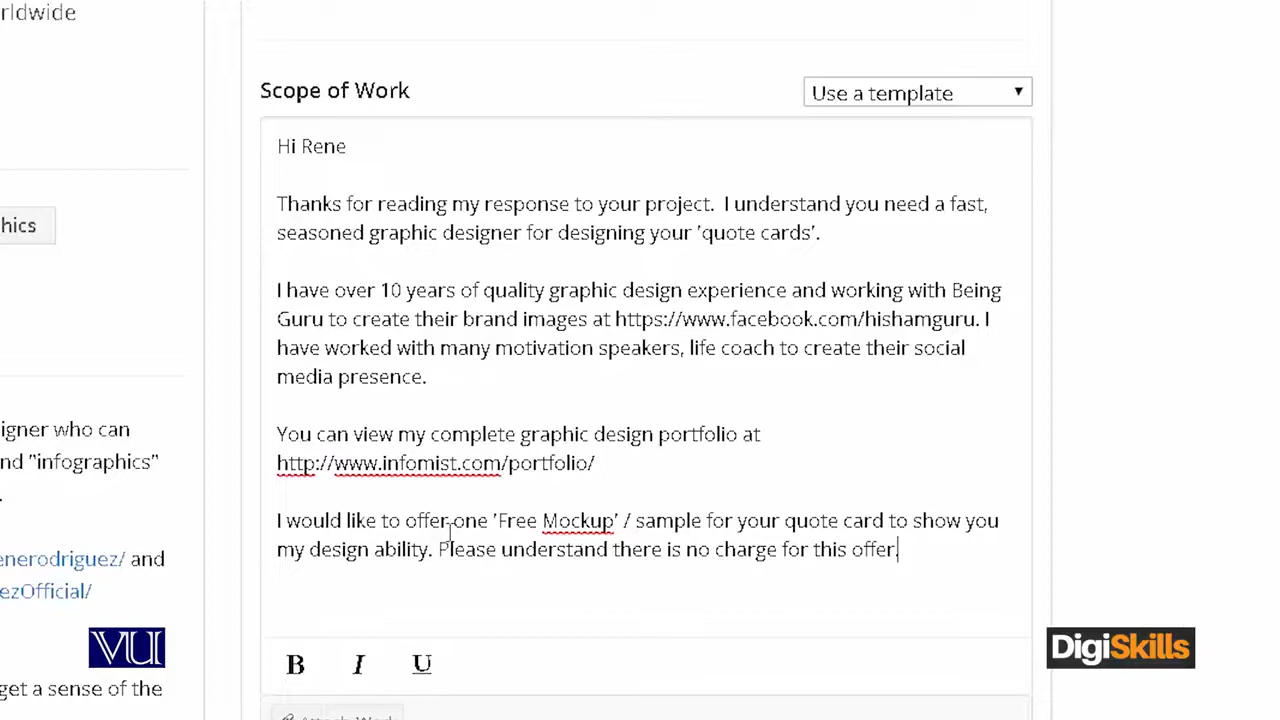 rldwide
Scope of Work
Use a template
Hi Rene
hics
Thanks for reading my response to your project.  I understand you need a fast,
seasoned graphic designer for designing your 'quote cards'.
I have over 10 years of quality graphic design experience and working with Being
Guru to create their brand images at https://www.facebook.com/hishamguru. I
have worked with many motivation speakers, life coach to create their social
media presence.
igner who can
nd "infographics"
.
You can view my complete graphic design portfolio at
http://www.infomist.com/portfolio/
I would like to offer one 'Free Mockup' / sample for your quote card to show you
my design ability. Please understand there is no charge for this offer.
enerodriguez/ and
ezOfficial/
VU
get a sense of the
B I U
DigiSkills